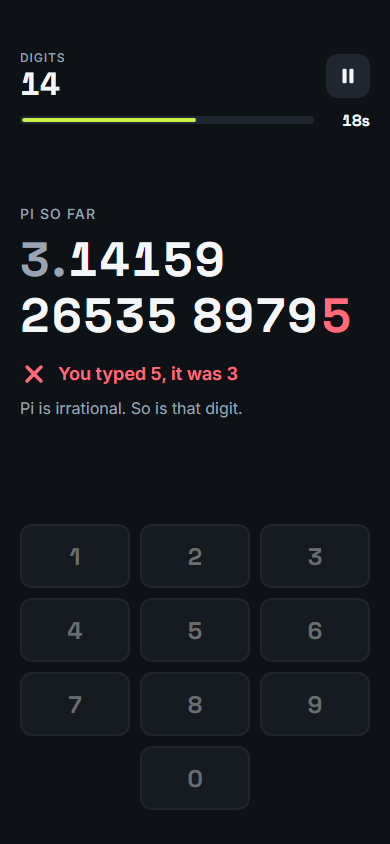 DIGITS
14
18s
PI SO FAR
3.14159
26535 89795
You typed 5, it was 3
Pi is irrational. So is that digit.
1 2 3
4 5 6
7 8 9
0